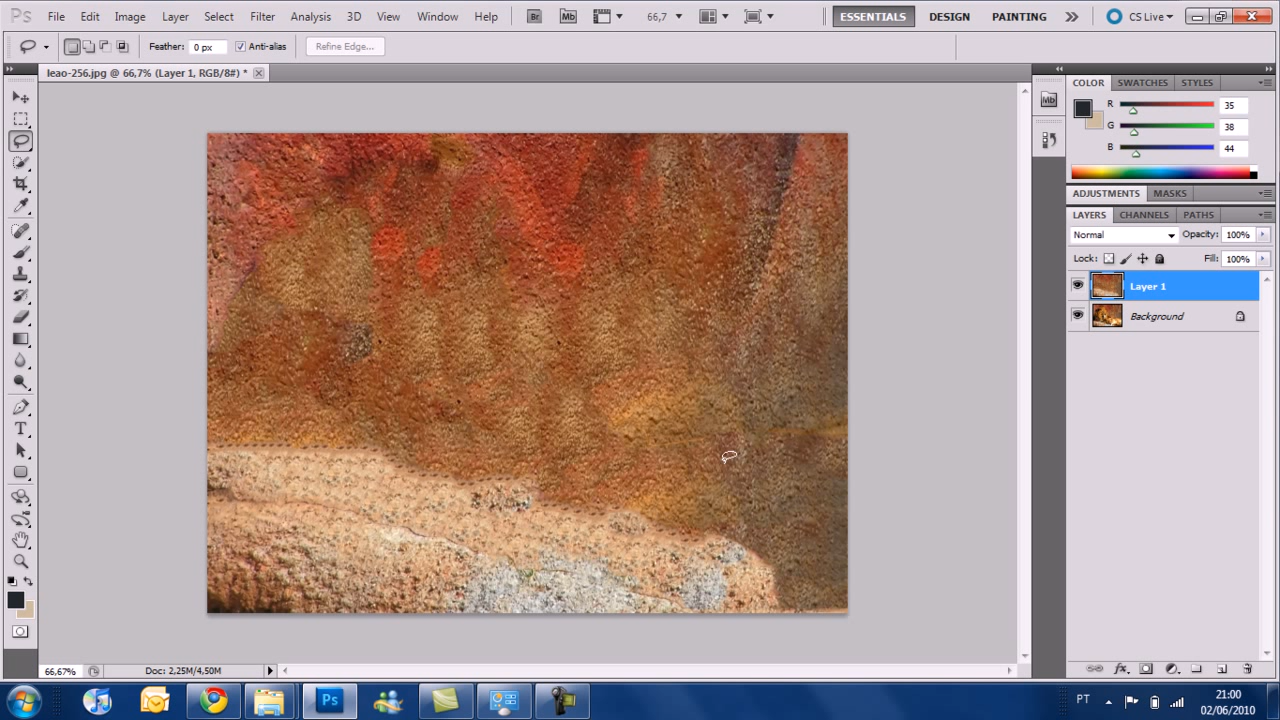 Ps File Edit Image Layer Select Filter Analysis 3D View Window Help Br Mb 66,7 ESSENTIALS DESIGN PAINTING CS Live
Feather: 0 px Anti-alias Refine Edge...
leao-256.jpg @ 66,7% (Layer 1, RGB/8#) *
Mb
COLOR SWATCHES STYLES
R 35
G 38
B 44
ADJUSTMENTS MASKS
LAYERS CHANNELS PATHS
Normal Opacity: 100%
Lock: Fill: 100%
Layer 1
Background
66,67% Doc: 2,25M/4,50M
Ps
PT
21:00
02/06/2010